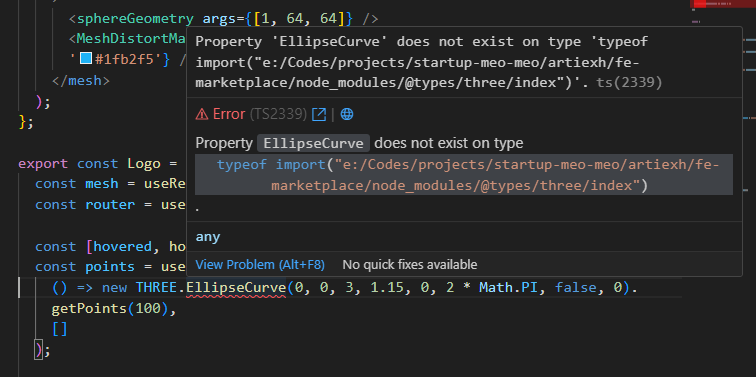 <sphereGeometry args={[1, 64, 64]} />
<MeshDistortMa
'#1fb2f5'} /
</mesh>
);
};
export const Logo =
const mesh = useRe
const router = use
const [hovered, ho
const points = use
() => new THREE.EllipseCurve(0, 0, 3, 1.15, 0, 2 * Math.PI, false, 0).
getPoints(100),
[]
);
Property 'EllipseCurve' does not exist on type 'typeof
import("e:/Codes/projects/startup-meo-meo/artiexh/fe-
marketplace/node_modules/@types/three/index")'. ts(2339)
Error (TS2339) |
Property EllipseCurve does not exist on type
typeof import("e:/Codes/projects/startup-meo-meo/artiexh/fe-
marketplace/node_modules/@types/three/index")
.
any
View Problem (Alt+F8) No quick fixes available